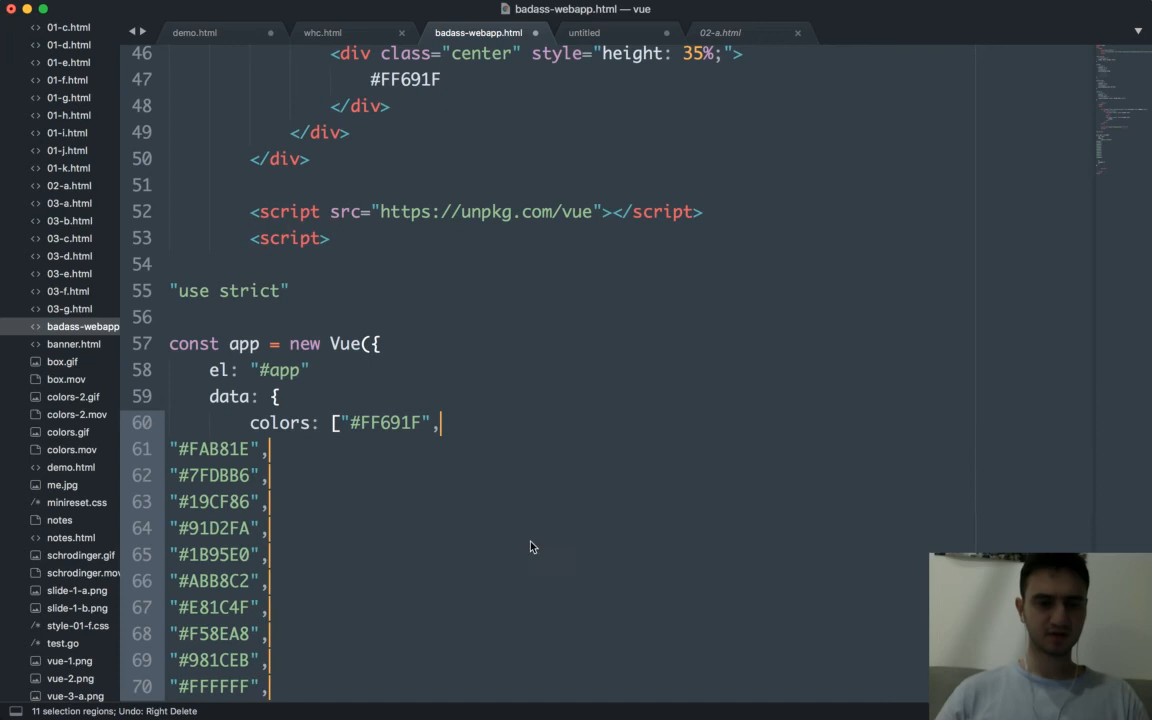 badass-webapp.html — vue
demo.html
whc.html
badass-webapp.html
untitled
02-a.html
01-c.html
01-d.html
01-e.html
01-f.html
01-g.html
01-h.html
01-i.html
01-j.html
01-k.html
02-a.html
03-a.html
03-b.html
03-c.html
03-d.html
03-e.html
03-f.html
03-g.html
badass-webapp
banner.html
box.gif
box.mov
colors-2.gif
colors-2.mov
colors.gif
colors.mov
demo.html
me.jpg
minireset.css
notes
notes.html
schrodinger.gif
schrodinger.mov
slide-1-a.png
slide-1-b.png
style-01-f.css
test.go
vue-1.png
vue-2.png
vue-3-a.png
46 <div class="center" style="height: 35%;">
47 #FF691F
48 </div>
49 </div>
50 </div>
51
52 <script src="https://unpkg.com/vue"></script>
53 <script>
54
55 "use strict"
56
57 const app = new Vue({
58 el: "#app"
59 data: {
60 colors: ["#FF691F",
61 "#FAB81E",
62 "#7FDBB6",
63 "#19CF86",
64 "#91D2FA",
65 "#1B95E0",
66 "#ABB8C2",
67 "#E81C4F",
68 "#F58EA8",
69 "#981CEB",
70 "#FFFFFF",
11 selection regions; Undo: Right Delete